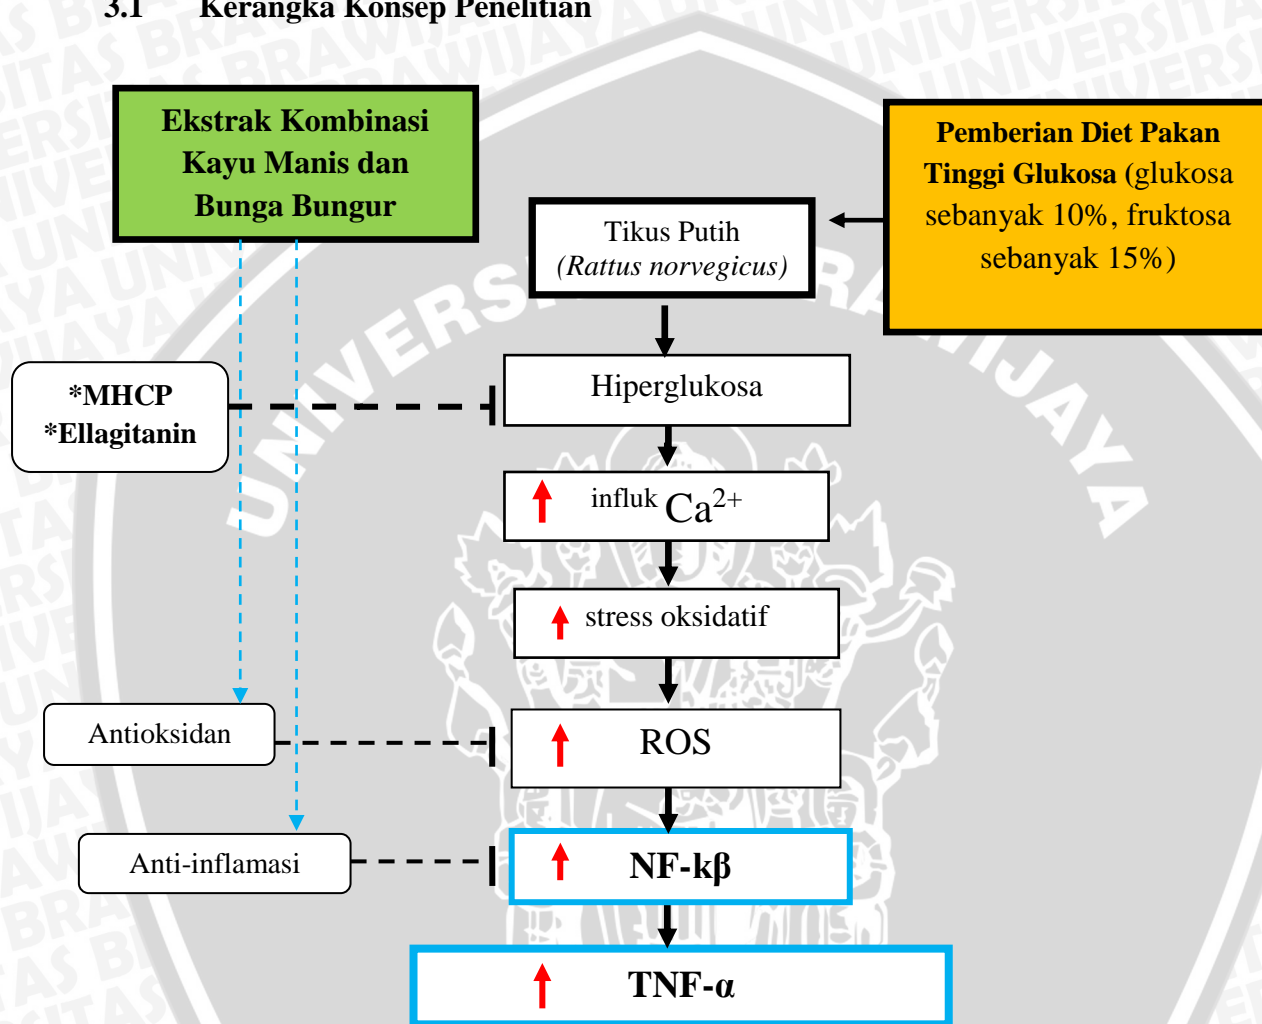 3.1 Kerangka Konsep Penelitian
Ekstrak Kombinasi
Kayu Manis dan
Bunga Bungur
Pemberian Diet Pakan
Tinggi Glukosa (glukosa
sebanyak 10%, fruktosa
sebanyak 15%)
Tikus Putih
(Rattus norvegicus)
*MHCP
*Ellagitanin
Hiperglukosa
influk Ca²⁺
stress oksidatif
Antioksidan
ROS
Anti-inflamasi
NF-kβ
TNF-α
UNIVERSITAS BRAWIJAYA